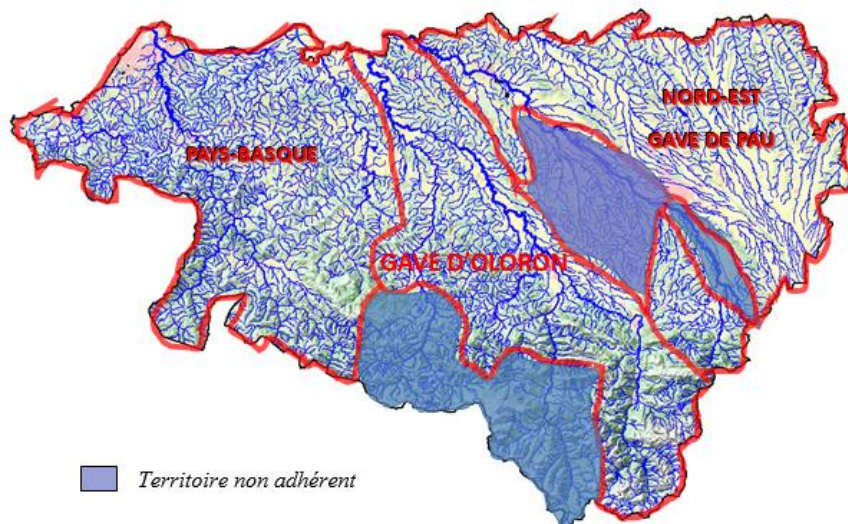 NORD-EST
GAVE DE PAU
PAYS-BASQUE
GAVE D'OLORON
Territoire non adhérent